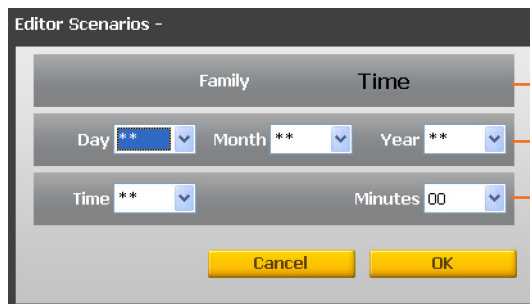 Editor Scenarios -
Family Time
Day ** Month ** Year **
Time ** Minutes 00
Cancel OK